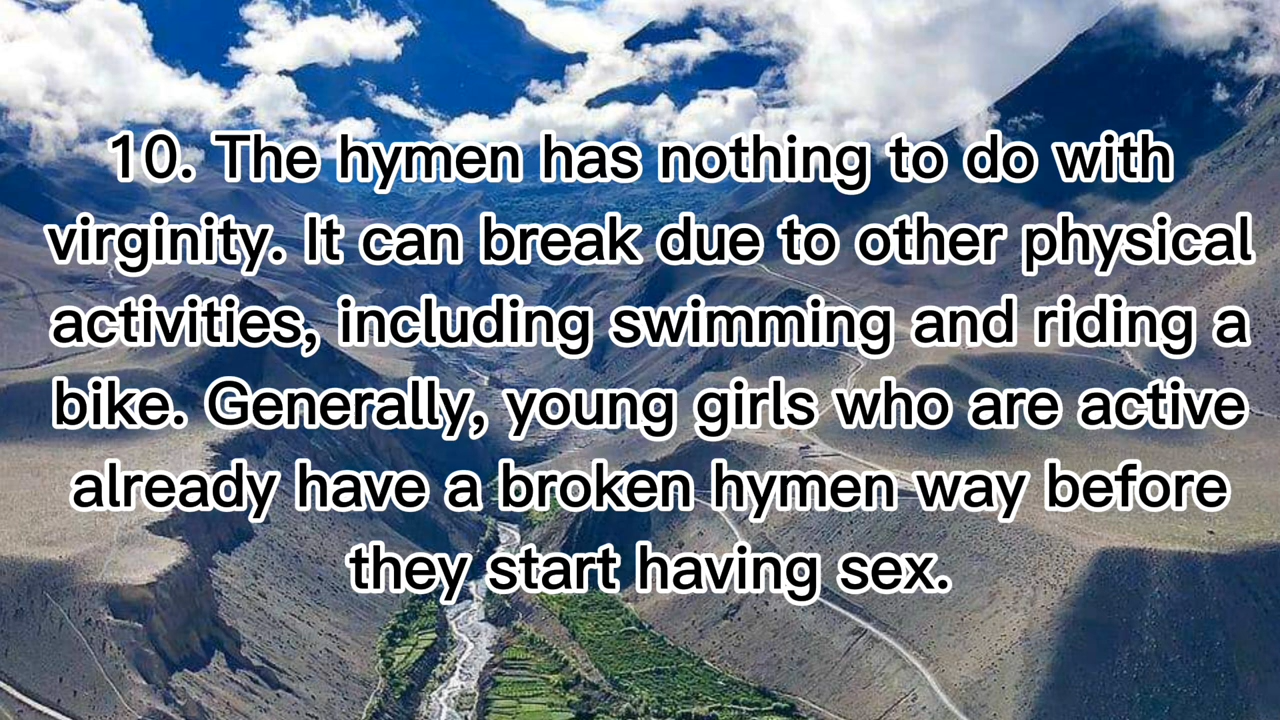 10. The hymen has nothing to do with
virginity. It can break due to other physical
activities, including swimming and riding a
bike. Generally, young girls who are active
already have a broken hymen way before
they start having sex.